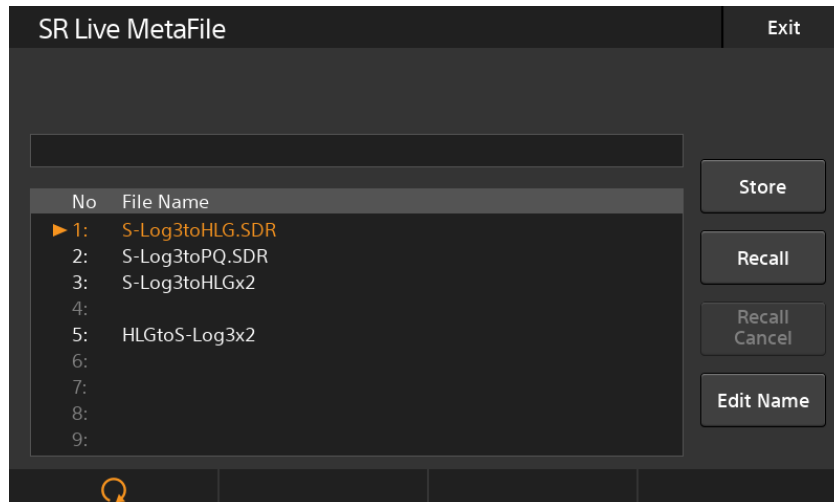 SR Live MetaFile
Exit
No File Name
1: S-Log3toHLG.SDR
2: S-Log3toPQ.SDR
3: S-Log3toHLGx2
4:
5: HLGtoS-Log3x2
6:
7:
8:
9:
Store
Recall
Recall
Cancel
Edit Name